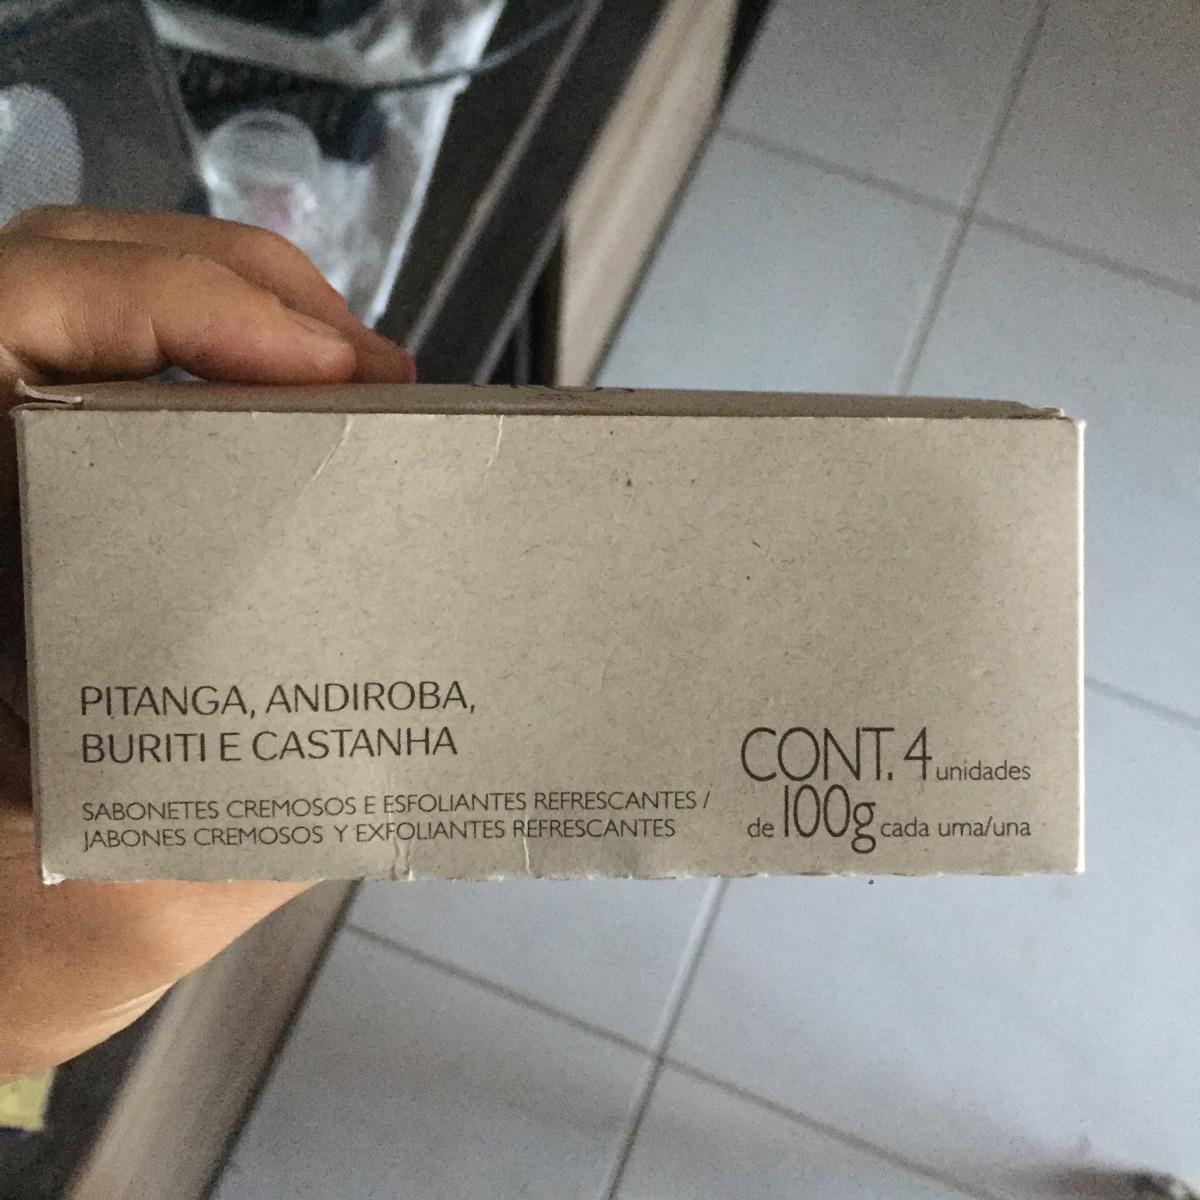 PITANGA, ANDIROBA,
BURITI E CASTANHA
SABONETES CREMOSOS E ESFOLIANTES REFRESCANTES /
JABONES CREMOSOS Y EXFOLIANTES REFRESCANTES
CONT. 4 unidades
de 100g cada uma/una